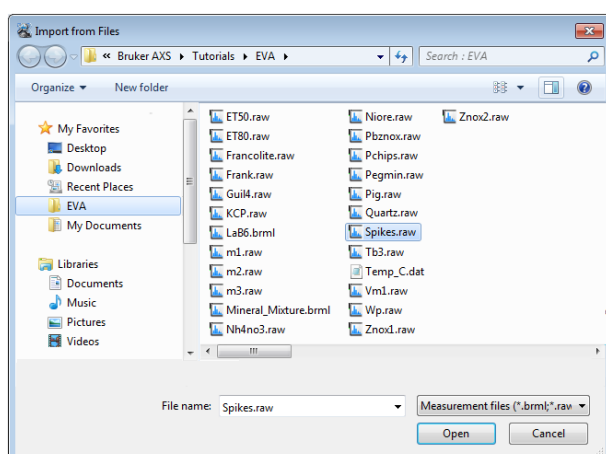 Import from Files
« Bruker AXS Tutorials EVA
Search : EVA
Organize New folder
My Favorites
Desktop
Downloads
Recent Places
EVA
My Documents
Libraries
Documents
Music
Pictures
Videos
ET50.raw
ET80.raw
Francolite.raw
Frank.raw
Guil4.raw
KCP.raw
LaB6.brml
m1.raw
m2.raw
m3.raw
Mineral_Mixture.brml
Nh4no3.raw
Niore.raw
Pbznox.raw
Pchips.raw
Pegmin.raw
Pig.raw
Quartz.raw
Spikes.raw
Tb3.raw
Temp_C.dat
Vm1.raw
Wp.raw
Znox1.raw
Znox2.raw
File name: Spikes.raw
Measurement files (*.brml;*.raw
Open Cancel